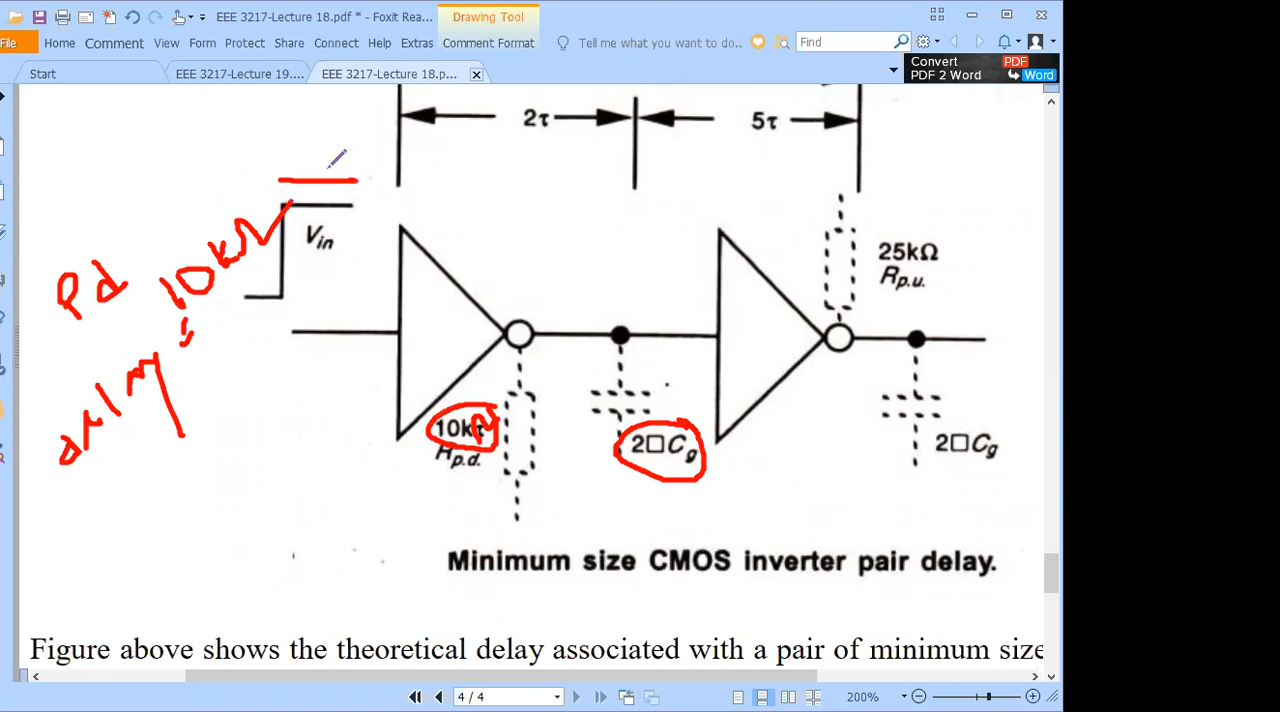 EEE 3217-Lecture 18.pdf * - Foxit Rea...
Drawing Tool
File
Home
Comment
View
Form
Protect
Share
Connect
Help
Extras
Comment Format
Tell me what you want to do..
Find
Start
EEE 3217-Lecture 19....
EEE 3217-Lecture 18.p...
Convert
PDF 2 Word
PDF
Word
2τ
5τ
Vin
Pd
10kΩ
25kΩ
Rp.u.
10k
Rp.d.
2□Cg
2□Cg
Minimum size CMOS inverter pair delay.
Figure above shows the theoretical delay associated with a pair of minimum size
4 / 4
200%